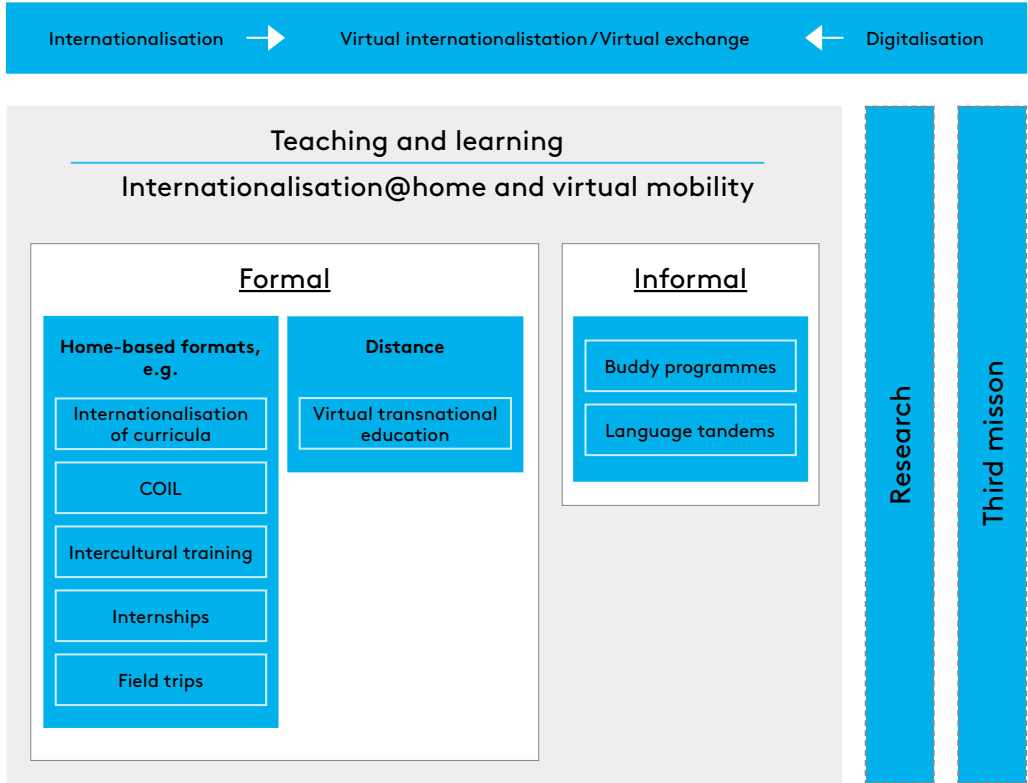 Internationalisation
Virtual internationalistation/Virtual exchange
Digitalisation
Teaching and learning
Internationalisation@home and virtual mobility
Formal
Home-based formats,
e.g.
Internationalisation
of curricula
COIL
Intercultural training
Internships
Field trips
Distance
Virtual transnational
education
Informal
Buddy programmes
Language tandems
Research
Third misson